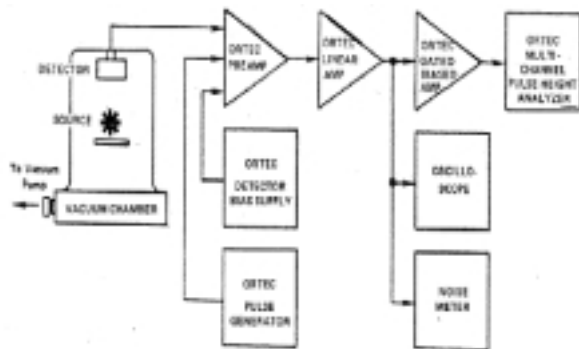 DETECTOR
SOURCE
To Vacuum
Pump
VACUUM CHAMBER
ORTEC
PREAMP
ORTEC
LINEAR
AMP
ORTEC
GATED
BIASED
AMP
ORTEC
MULTI-
CHANNEL
PULSE HEIGHT
ANALYZER
ORTEC
DETECTOR
BIAS SUPPLY
OSCILLO-
SCOPE
ORTEC
PULSE
GENERATOR
NOISE
METER